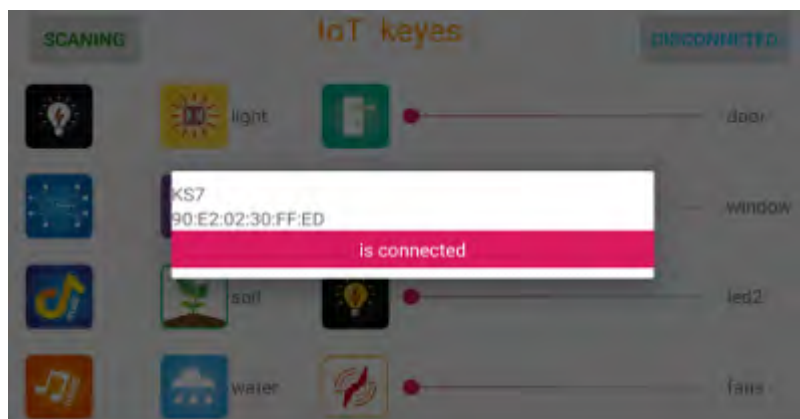 SCANING
IoT keyes
DISCONNECTED
light
door
KS7
90:E2:02:30:FF:ED
is connected
window
soil
led2
water
fans